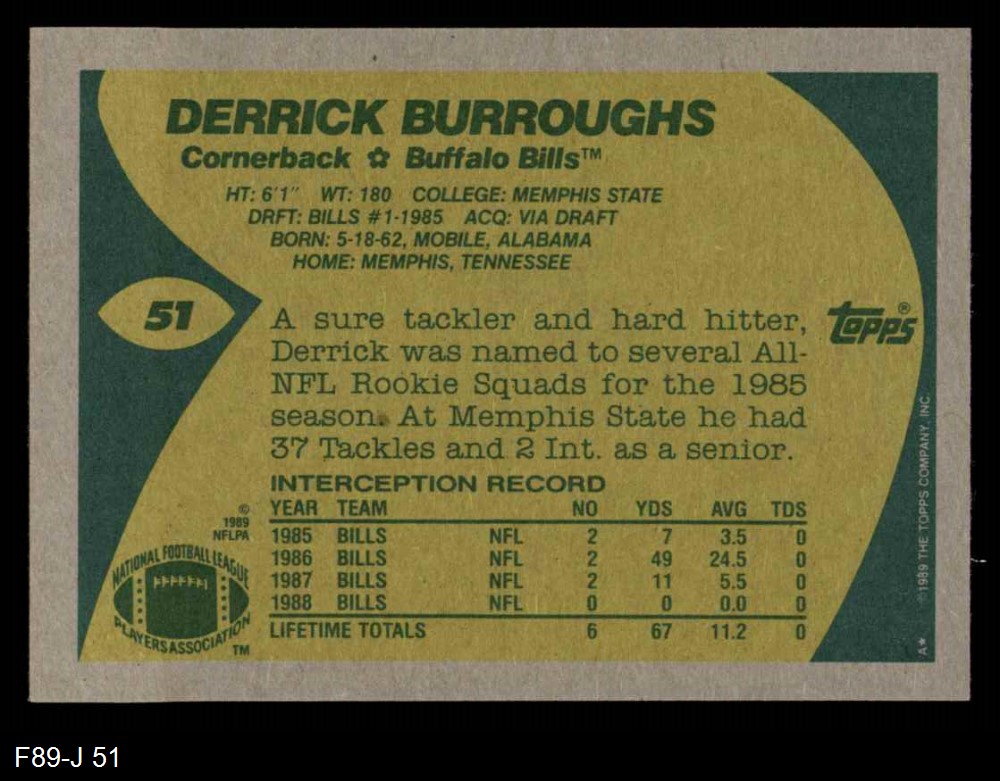 DERRICK BURROUGHS
Cornerback ✿ Buffalo Bills™
HT: 6'1" WT: 180 COLLEGE: MEMPHIS STATE
DRFT: BILLS #1-1985 ACQ: VIA DRAFT
BORN: 5-18-62, MOBILE, ALABAMA
HOME: MEMPHIS, TENNESSEE
51
topps®
A sure tackler and hard hitter,
Derrick was named to several All-
NFL Rookie Squads for the 1985
season. At Memphis State he had
37 Tackles and 2 Int. as a senior.
INTERCEPTION RECORD
YEAR TEAM NO YDS AVG TDS
1985 BILLS NFL 2 7 3.5 0
1986 BILLS NFL 2 49 24.5 0
1987 BILLS NFL 2 11 5.5 0
1988 BILLS NFL 0 0 0.0 0
LIFETIME TOTALS 6 67 11.2 0
©
1989
NFLPA
NATIONAL FOOTBALL LEAGUE
PLAYERS ASSOCIATION
TM
A* ©1989 THE TOPPS COMPANY, INC.
F89-J 51